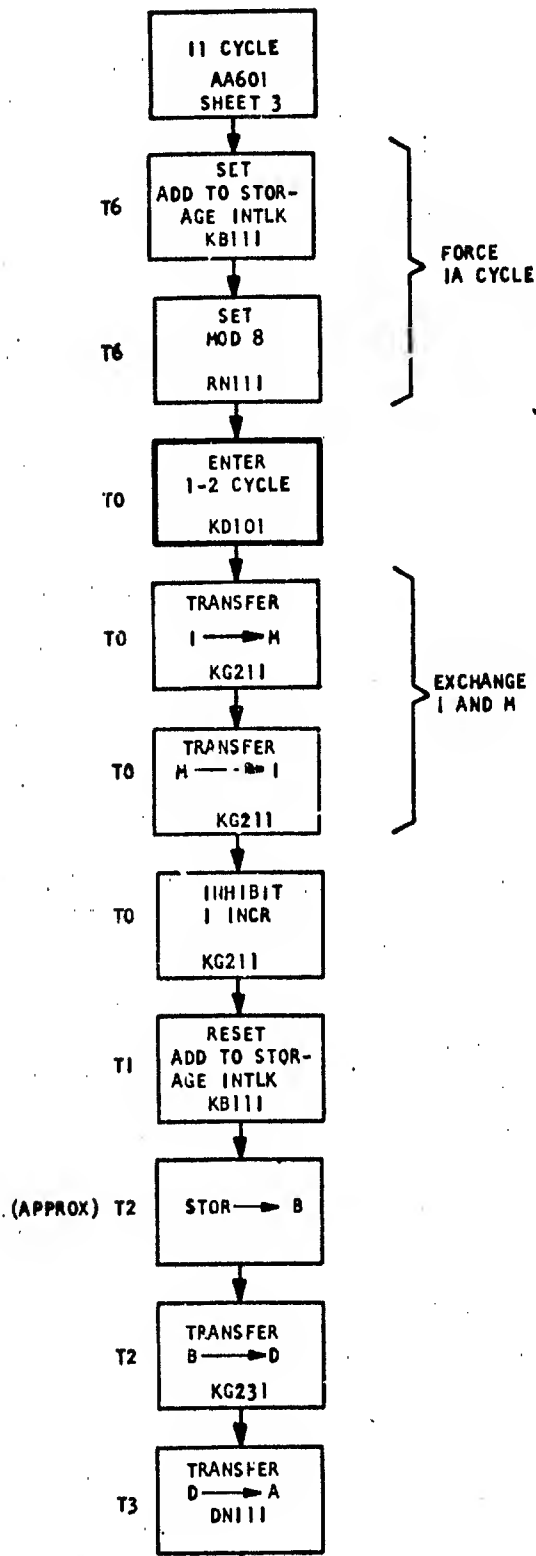 I1 CYCLE
AA601
SHEET 3
T6
SET
ADD TO STOR-
AGE INTLK
KB111
FORCE
IA CYCLE
T6
SET
MOD 8
RN111
T0
ENTER
1-2 CYCLE
KD101
T0
TRANSFER
I → M
KG211
EXCHANGE
I AND M
T0
TRANSFER
M → I
KG211
T0
INHIBIT
I INCR
KG211
T1
RESET
ADD TO STOR-
AGE INTLK
KB111
(APPROX) T2
STOR → B
T2
TRANSFER
B → D
KG231
T3
TRANSFER
D → A
DN111